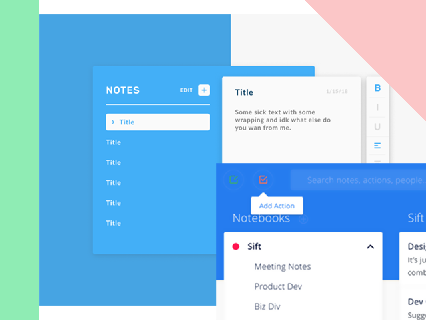 NOTES
EDIT +
Title
Title
Title
Title
Title
Title
Title
Some sick text with some
wrapping and idk what else do
you wan from me.
B
I
U
Search notes, actions, people
Add Action
Notebooks
Sift
Meeting Notes
Product Dev
Biz Div
Sift
Desi
It's ju
comb
Dev
Sugge